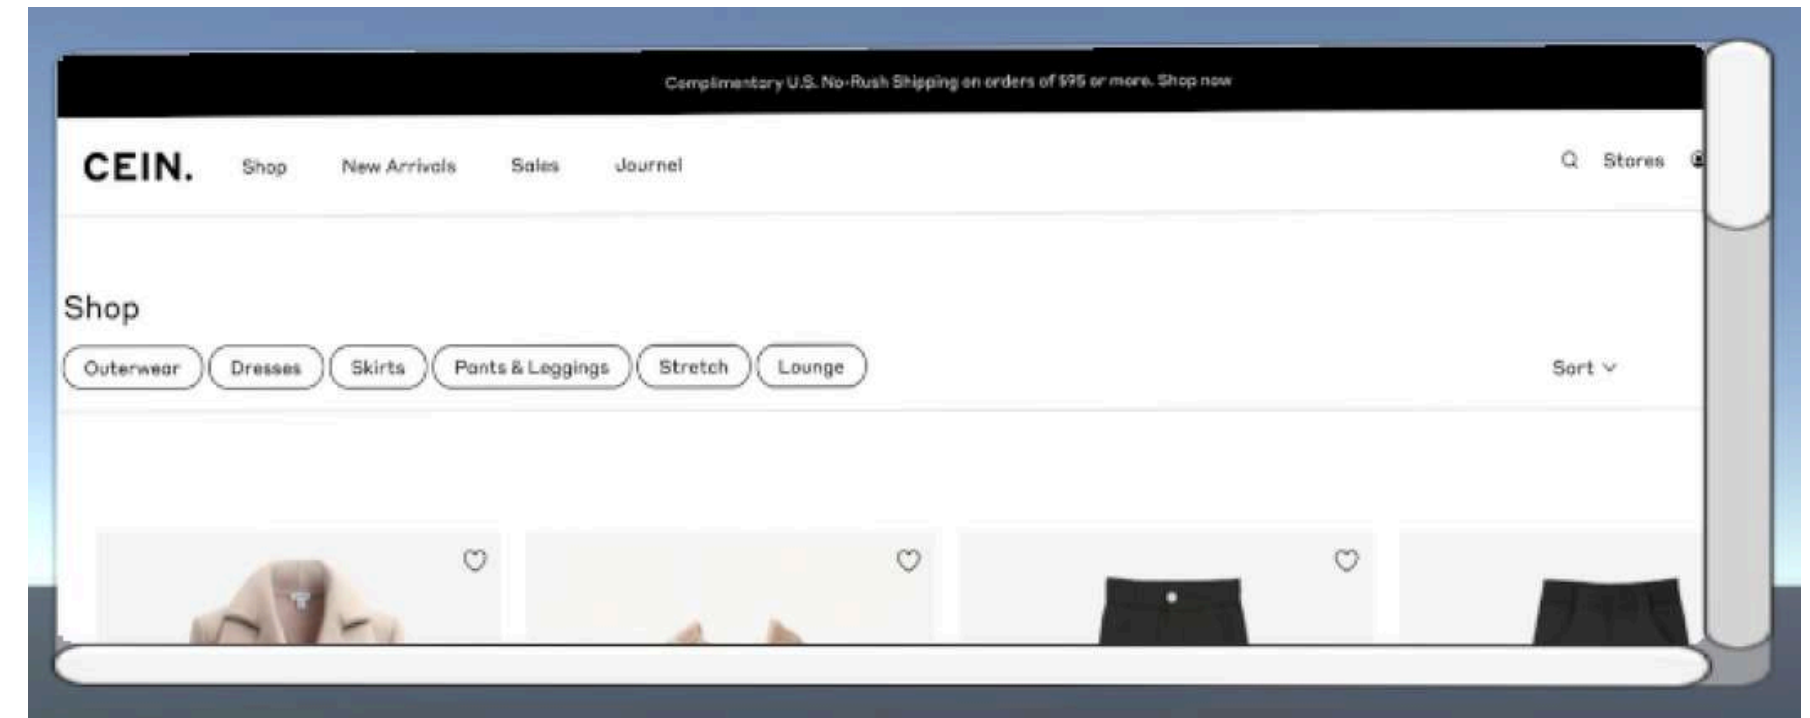 Complimentary U.S. No-Rush Shipping on orders of $95 or more. Shop now
CEIN. Shop New Arrivals Sales Journel Stores
Shop
Outerwear Dresses Skirts Pants & Leggings Stretch Lounge Sort